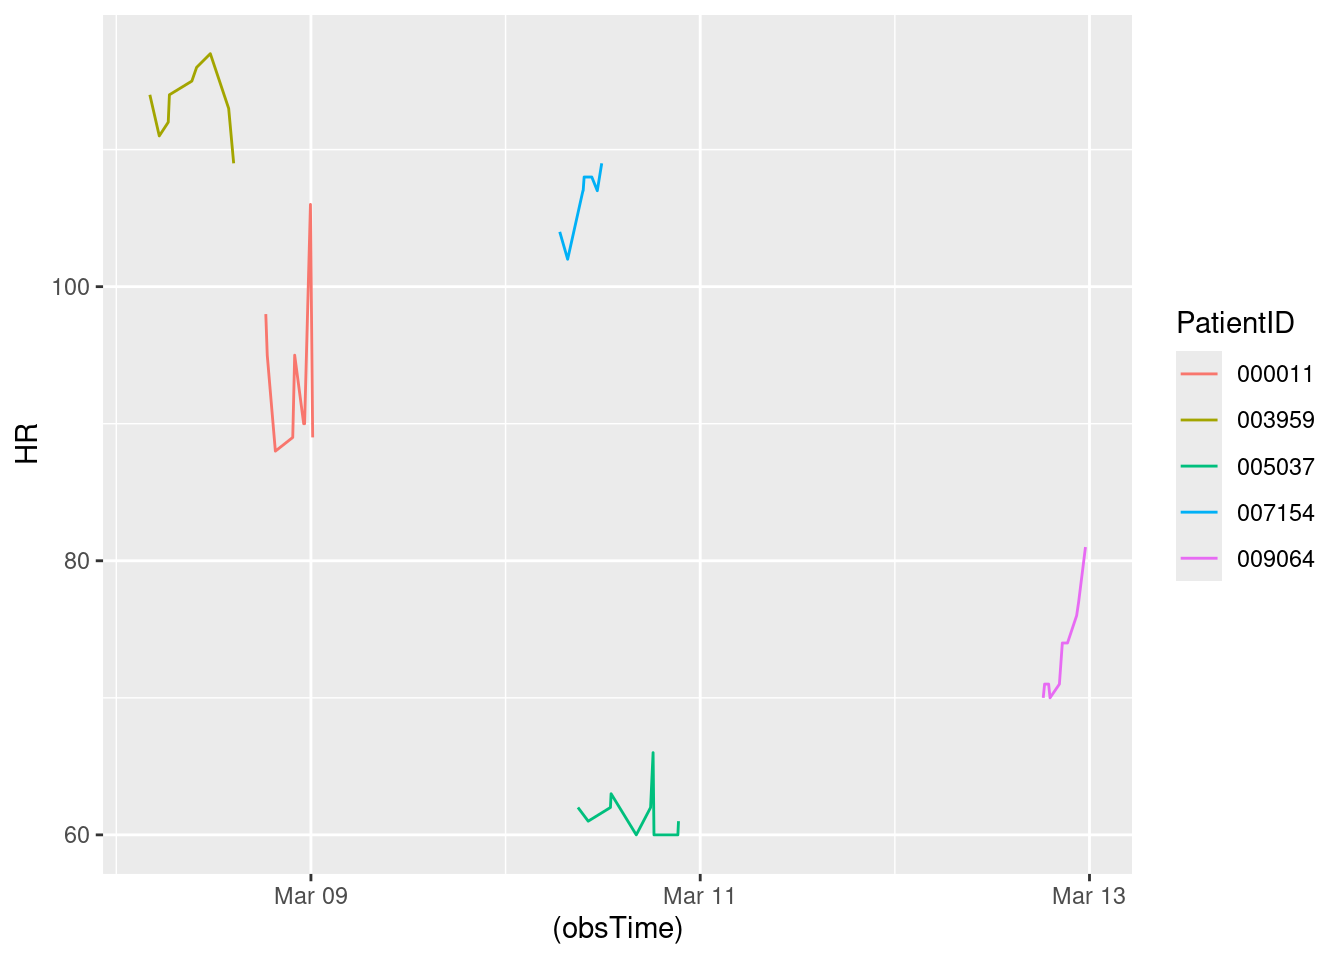 100
80
60
HR
Mar 09
Mar 11
Mar 13
(obsTime)
PatientID
000011
003959
005037
007154
009064